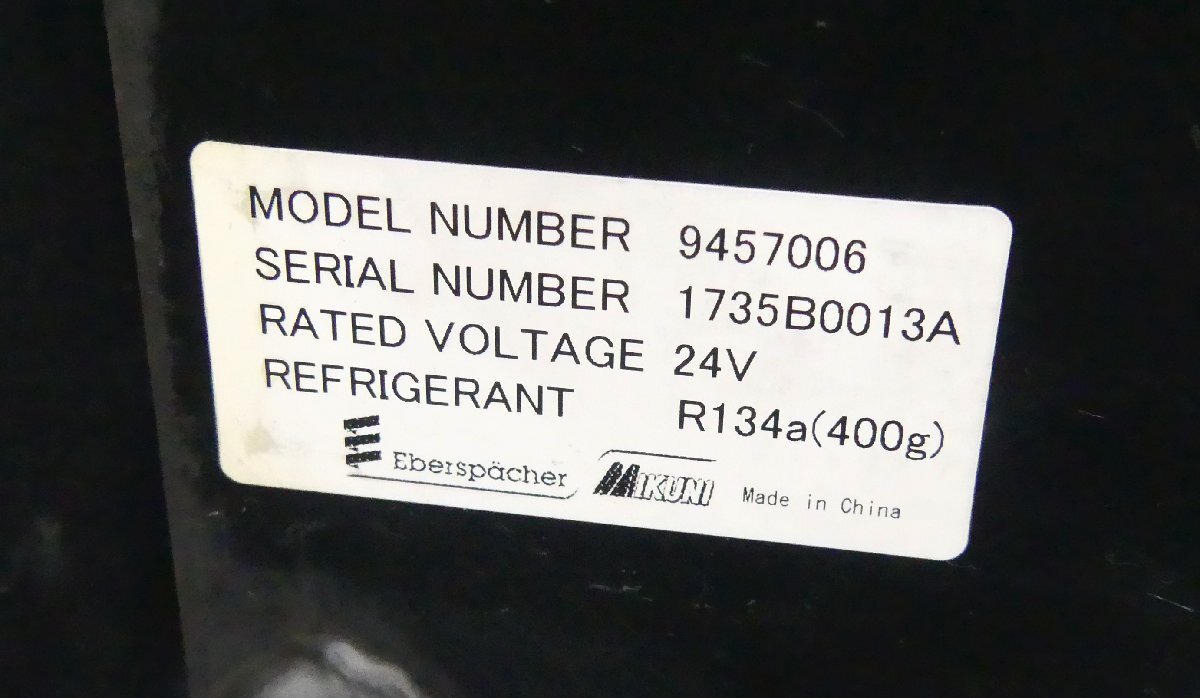 MODEL NUMBER 9457006
SERIAL NUMBER 1735B0013A
RATED VOLTAGE 24V
REFRIGERANT R134a(400g)
Eberspächer MIKUNI Made in China